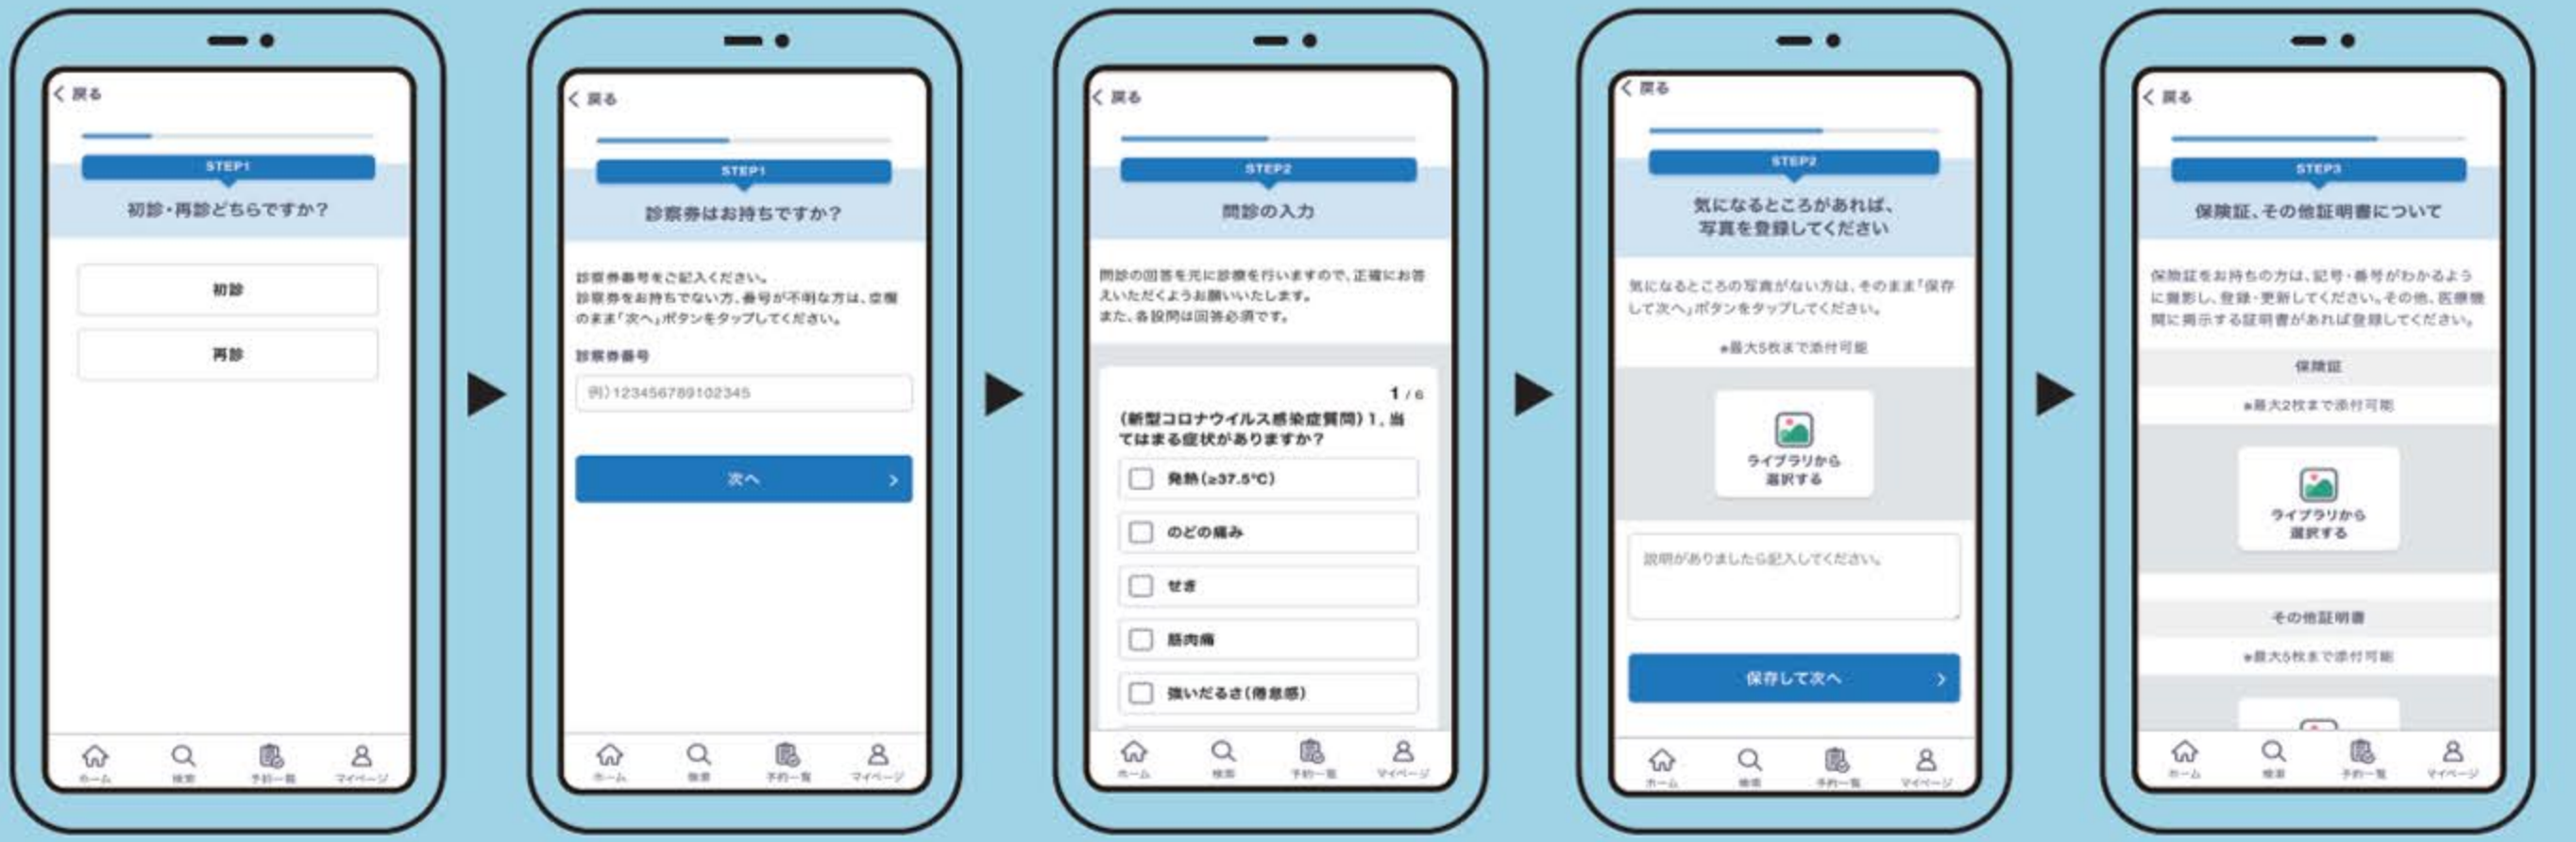 戻る
STEP1
初診・再診どちらですか?
初診
再診
ホーム
検索
予約一覧
マイページ
戻る
STEP1
診察券はお持ちですか?
診察券番号をご記入ください。
診察券をお持ちでない方、番号が不明な方は、空欄
のまま「次へ」ボタンをタップしてください。
診察券番号
例)123456789102345
次へ
ホーム
検索
予約一覧
マイページ
戻る
STEP2
問診の入力
問診の回答を元に診療を行いますので、正確にお答
えいただくようお願いいたします。
また、各設問は回答必須です。
1/6
(新型コロナウイルス感染症質問)1. 当
てはまる症状がありますか?
発熱(≥37.5℃)
のどの痛み
せき
筋肉痛
強いだるさ(倦怠感)
ホーム
検索
予約一覧
マイページ
戻る
STEP2
気になるところがあれば、
写真を登録してください
気になるところの写真がない方は、そのまま「保存
して次へ」ボタンをタップしてください。
*最大5枚まで添付可能
ライブラリから
選択する
説明がありましたら記入してください。
保存して次へ
ホーム
検索
予約一覧
マイページ
戻る
STEP3
保険証、その他証明書について
保険証をお持ちの方は、記号・番号がわかるよう
に撮影し、登録・更新してください。その他、医療機
関に掲示する証明書があれば登録してください。
保険証
*最大2枚まで添付可能
ライブラリから
選択する
その他証明書
*最大5枚まで添付可能
ホーム
検索
予約一覧
マイページ